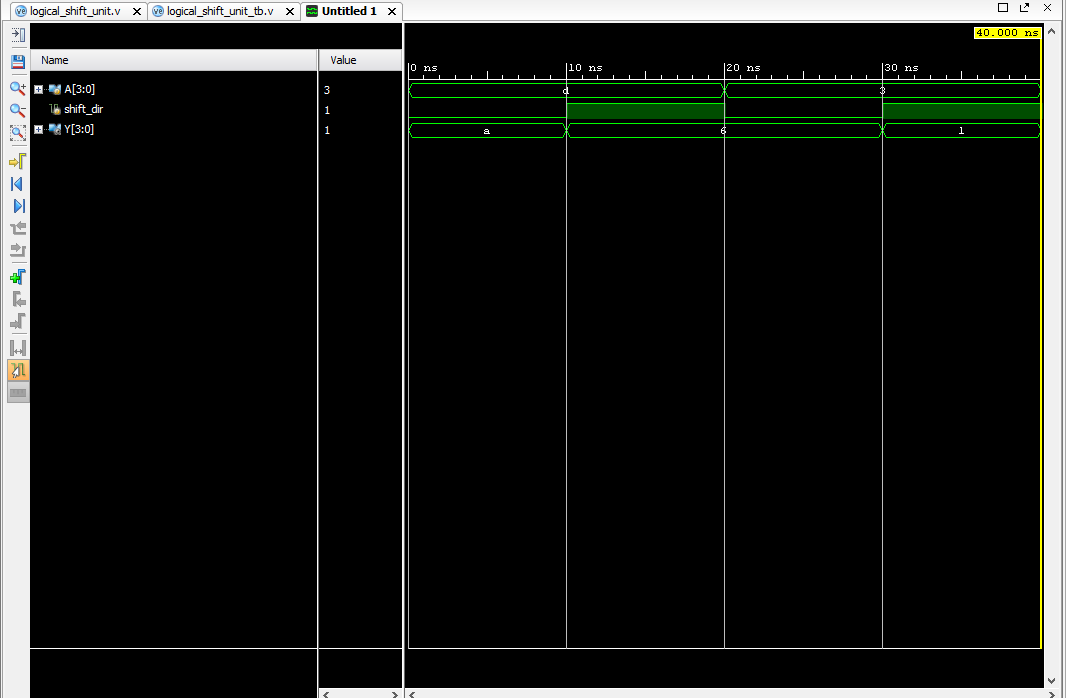 logical_shift_unit.v
logical_shift_unit_tb.v
Untitled 1
40.000 ns
Name
Value
0 ns
10 ns
20 ns
30 ns
A[3:0]
3
d
3
shift_dir
1
Y[3:0]
1
a
6
1